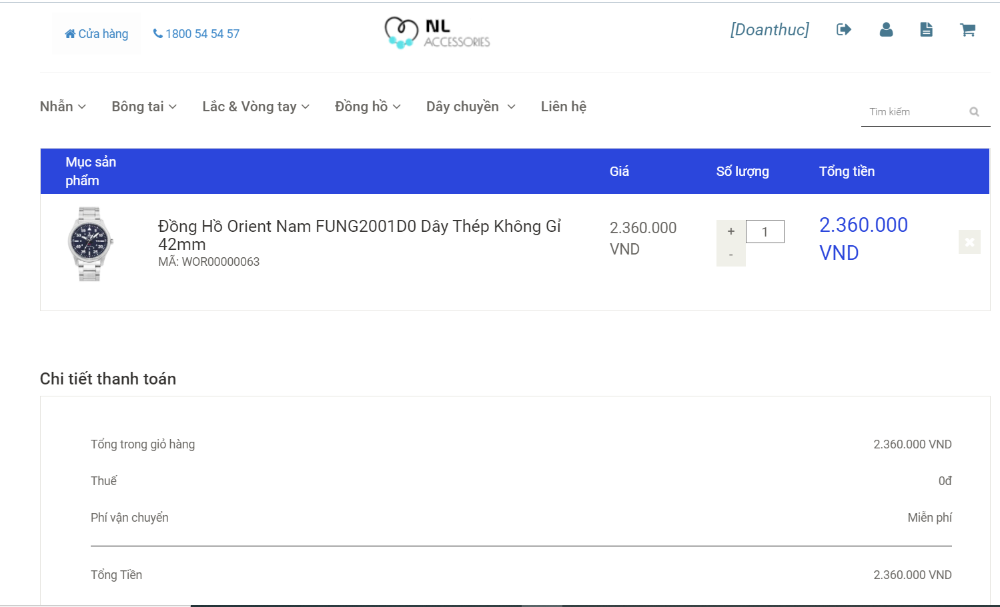 Cửa hàng
1800 54 54 57
NL
ACCESSORIES
[Doanthuc]
Nhẫn
Bông tai
Lắc & Vòng tay
Đồng hồ
Dây chuyền
Liên hệ
Tìm kiếm
Mục sản
phẩm
Giá
Số lượng
Tổng tiền
Đồng Hồ Orient Nam FUNG2001D0 Dây Thép Không Gỉ
42mm
MÃ: WOR00000063
2.360.000
VND
+
1
-
2.360.000
VND
Chi tiết thanh toán
Tổng trong giỏ hàng 2.360.000 VND
Thuế 0đ
Phí vận chuyển Miễn phí
Tổng Tiền 2.360.000 VND